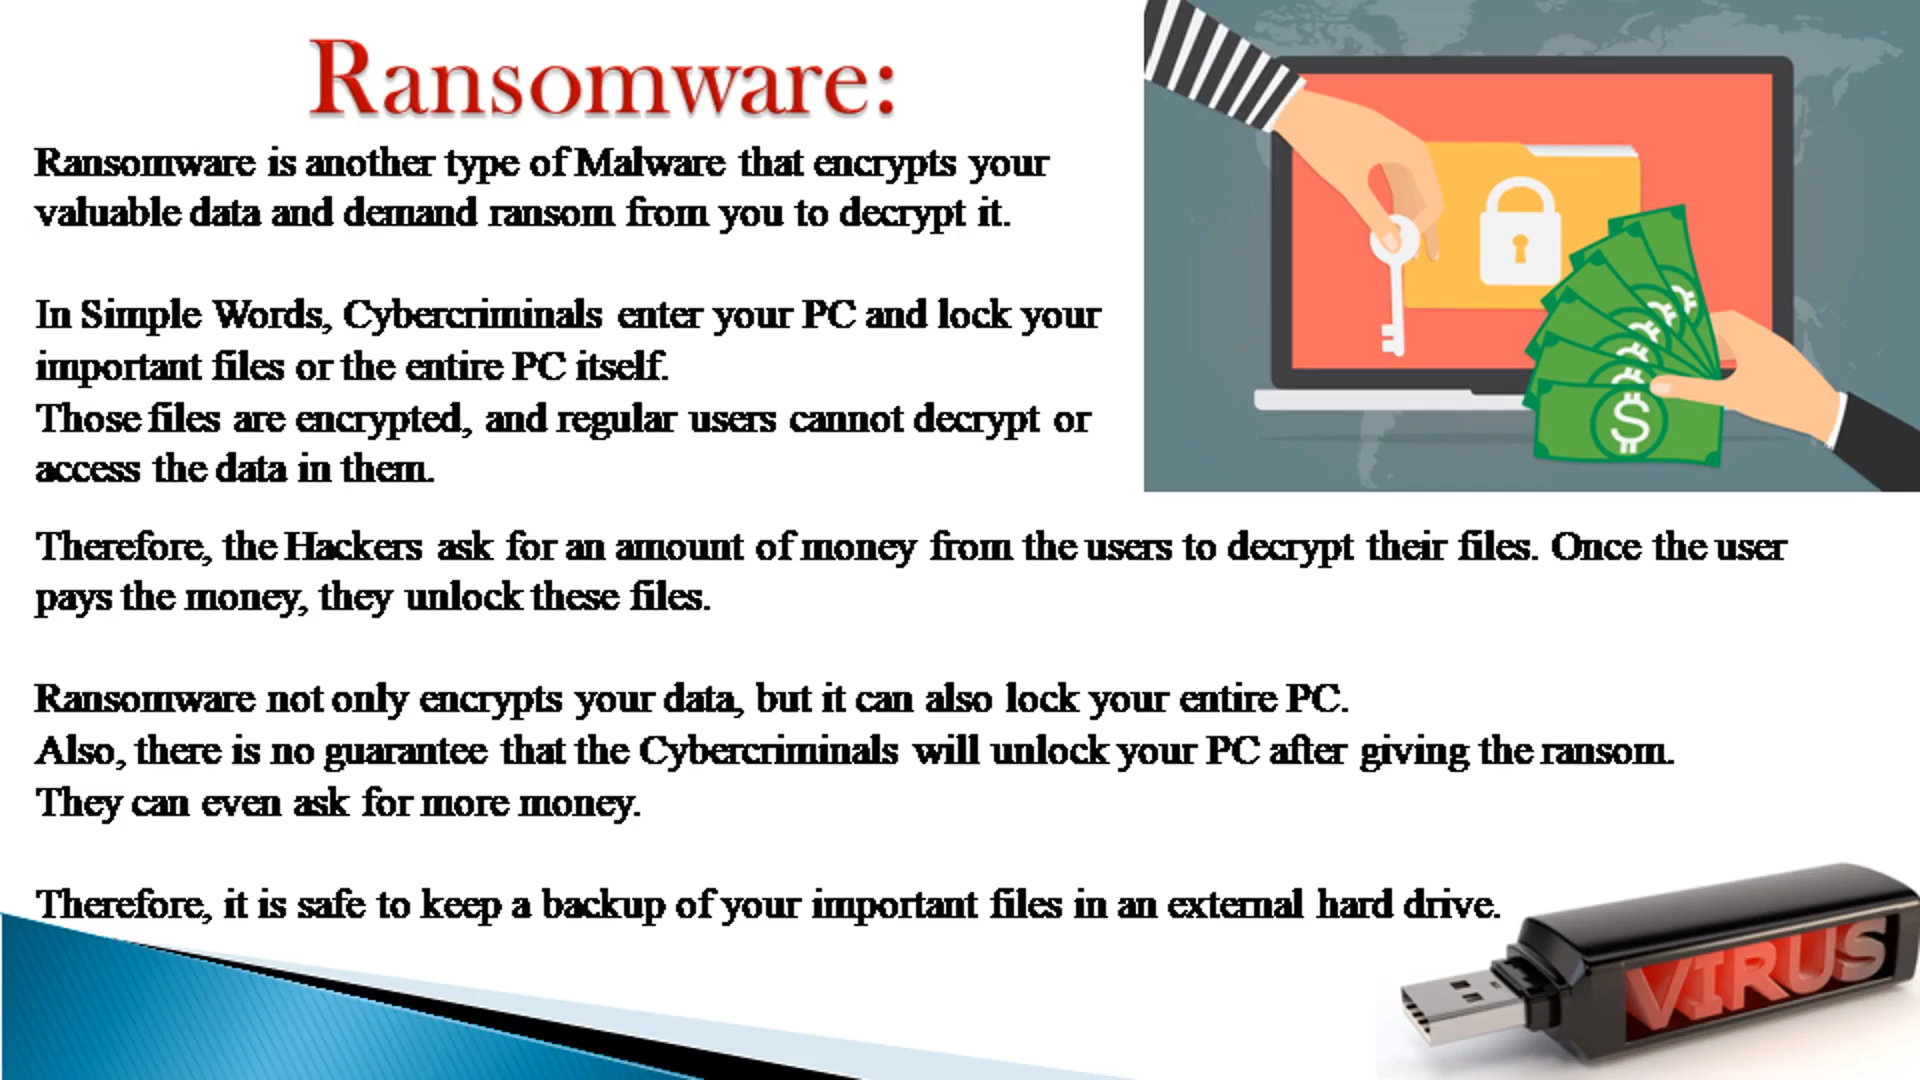 Ransomware:
Ransomware is another type of Malware that encrypts your
valuable data and demand ransom from you to decrypt it.
In Simple Words, Cybercriminals enter your PC and lock your
important files or the entire PC itself.
Those files are encrypted, and regular users cannot decrypt or
access the data in them.
Therefore, the Hackers ask for an amount of money from the users to decrypt their files. Once the user
pays the money, they unlock these files.
Ransomware not only encrypts your data, but it can also lock your entire PC.
Also, there is no guarantee that the Cybercriminals will unlock your PC after giving the ransom.
They can even ask for more money.
Therefore, it is safe to keep a backup of your important files in an external hard drive.
VIRUS
$